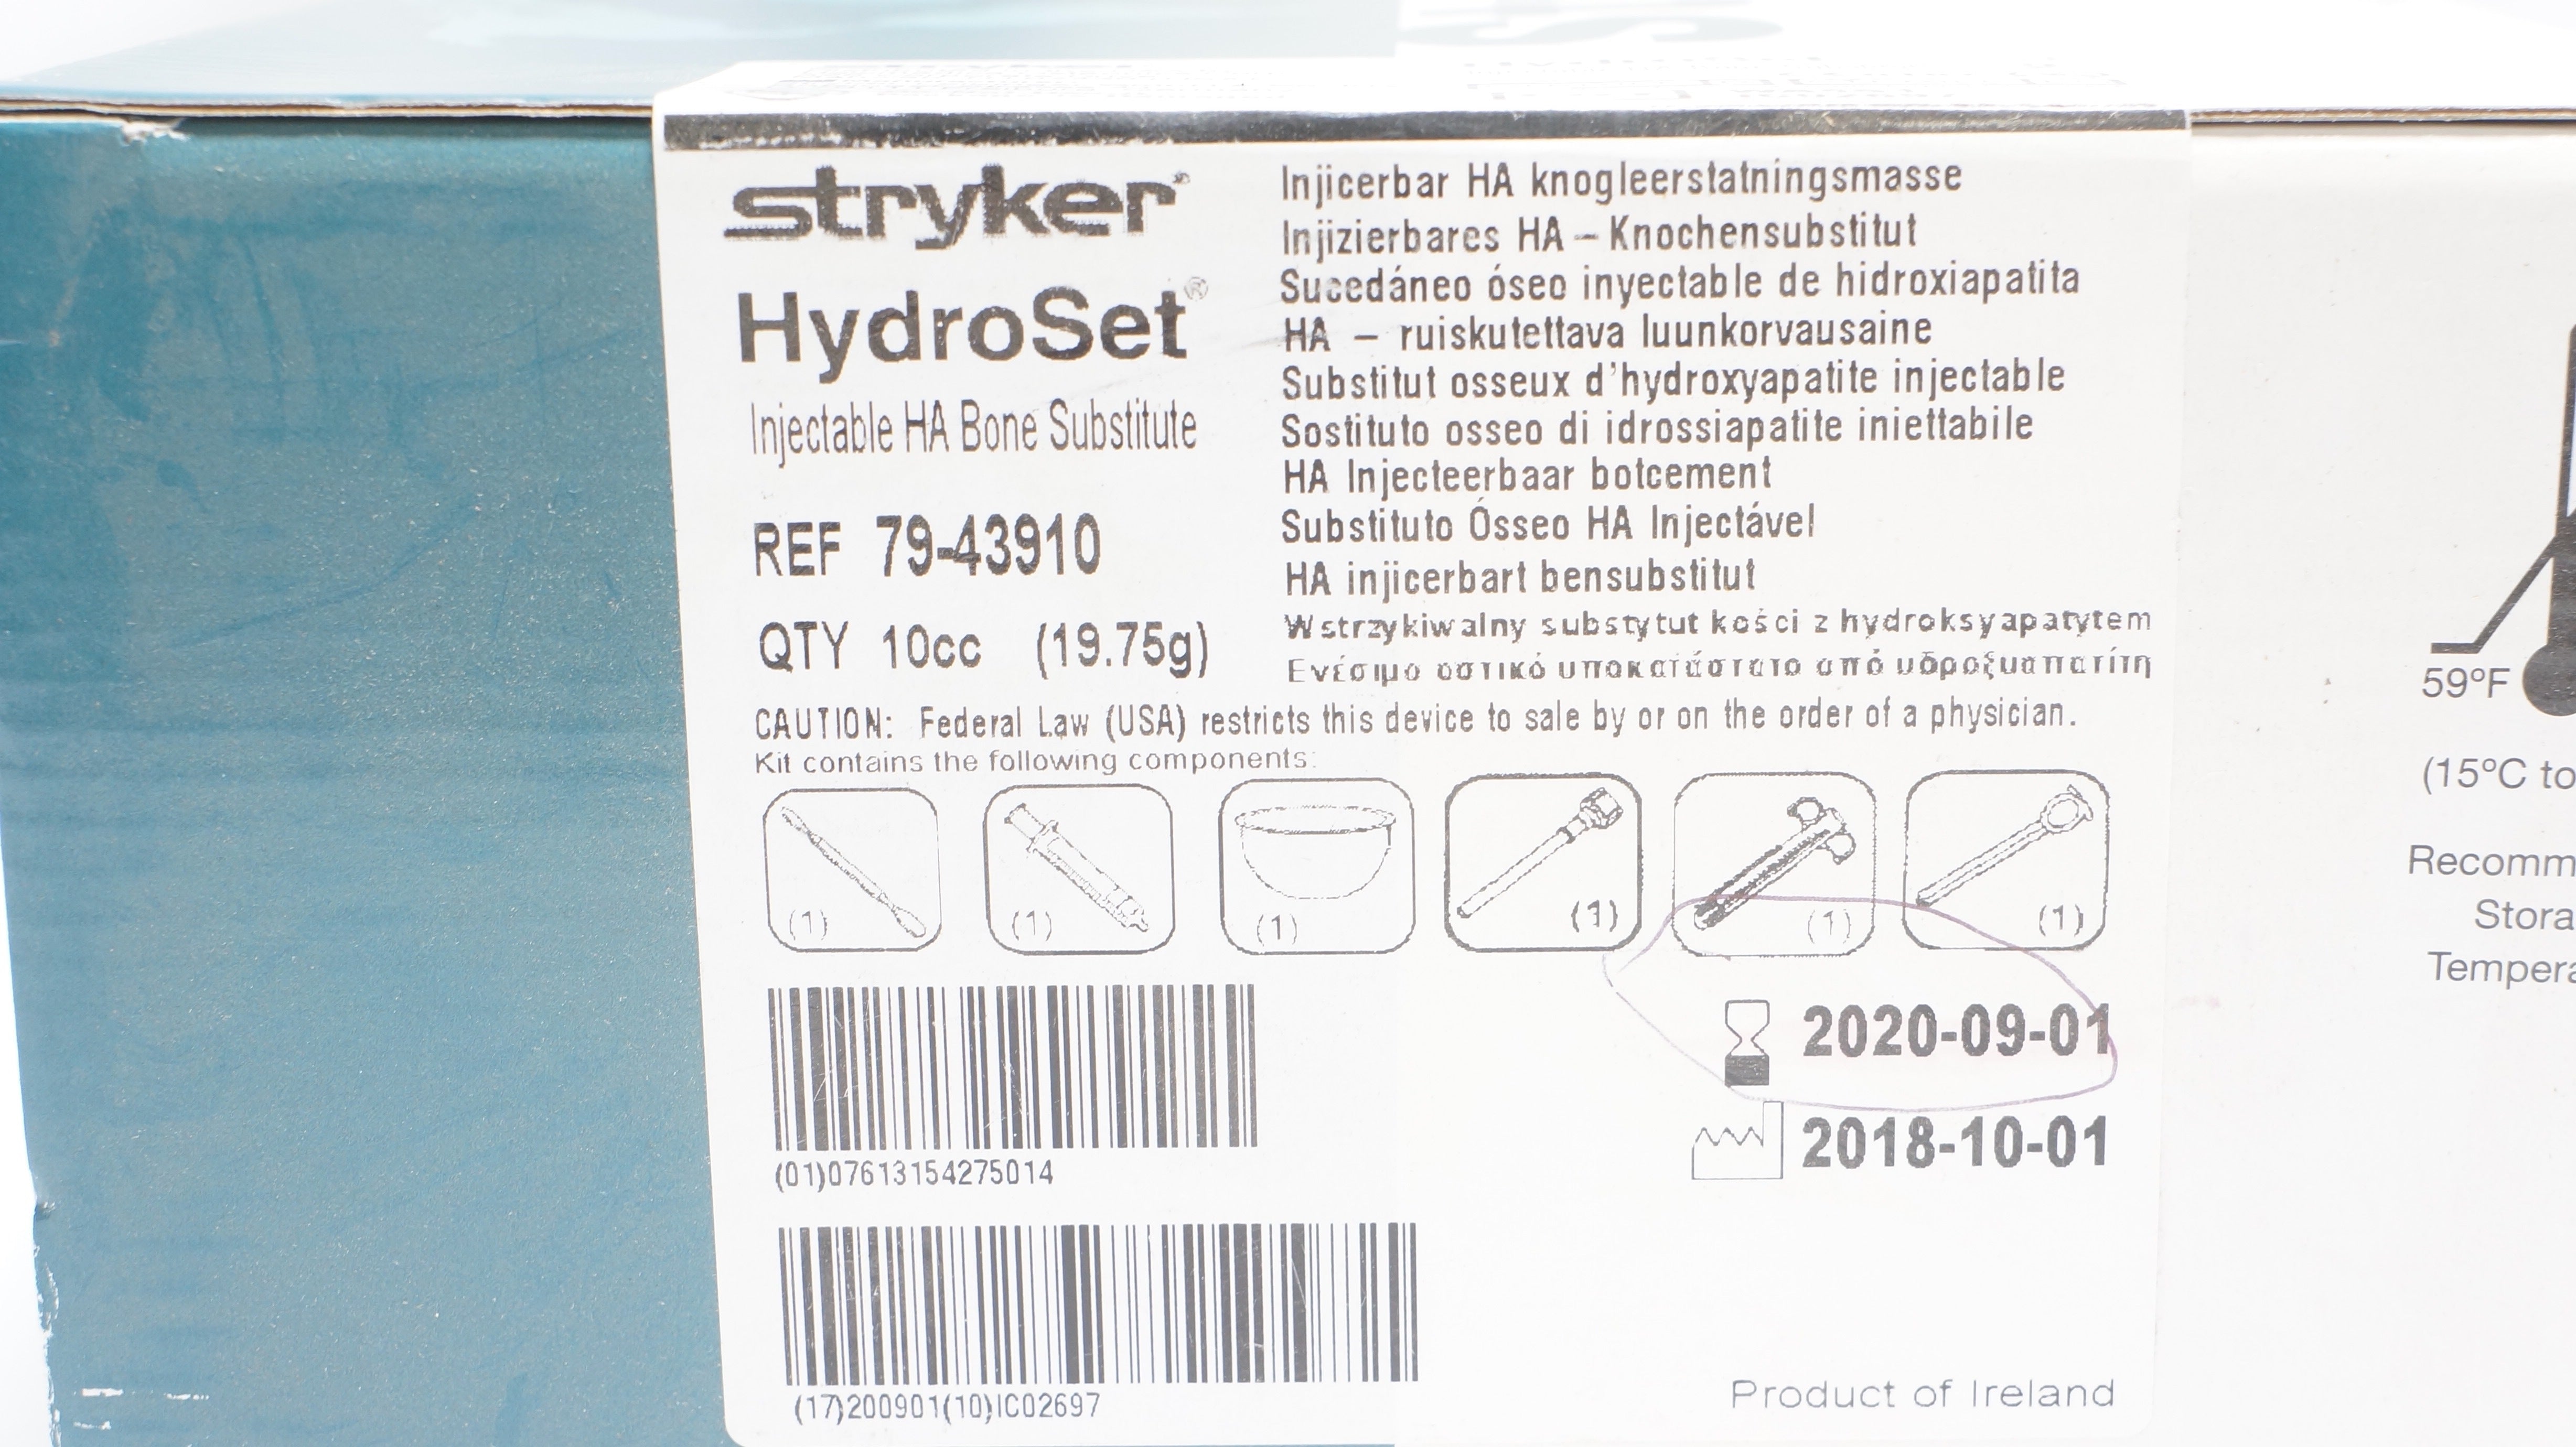 stryker®
HydroSet®
Injectable HA Bone Substitute
REF 79-43910
QTY 10cc (19.75g)
Injicerbar HA knogleerstatningsmasse
Injizierbares HA – Knochensubstitut
Sucedáneo óseo inyectable de hidroxiapatita
HA – ruiskutettava luunkorvausaine
Substitut osseux d'hydroxyapatite injectable
Sostituto osseo di idrossiapatite iniettabile
HA Injecteerbaar botcement
Substituto Ósseo HA Injectável
HA injicerbart bensubstitut
Wstrzykiwalny substytut kości z hydroksyapatytem
Ενέσιμο οστικό υποκατάστατο από υδροξυαπατίτη
CAUTION: Federal Law (USA) restricts this device to sale by or on the order of a physician.
Kit contains the following components:
(1) (1) (1) (1) (1) (1)
2020-09-01
2018-10-01
(01)07613154275014
(17)200901(10)IC02697
Product of Ireland
59°F
(15°C to
Recomm
Stora
Tempera